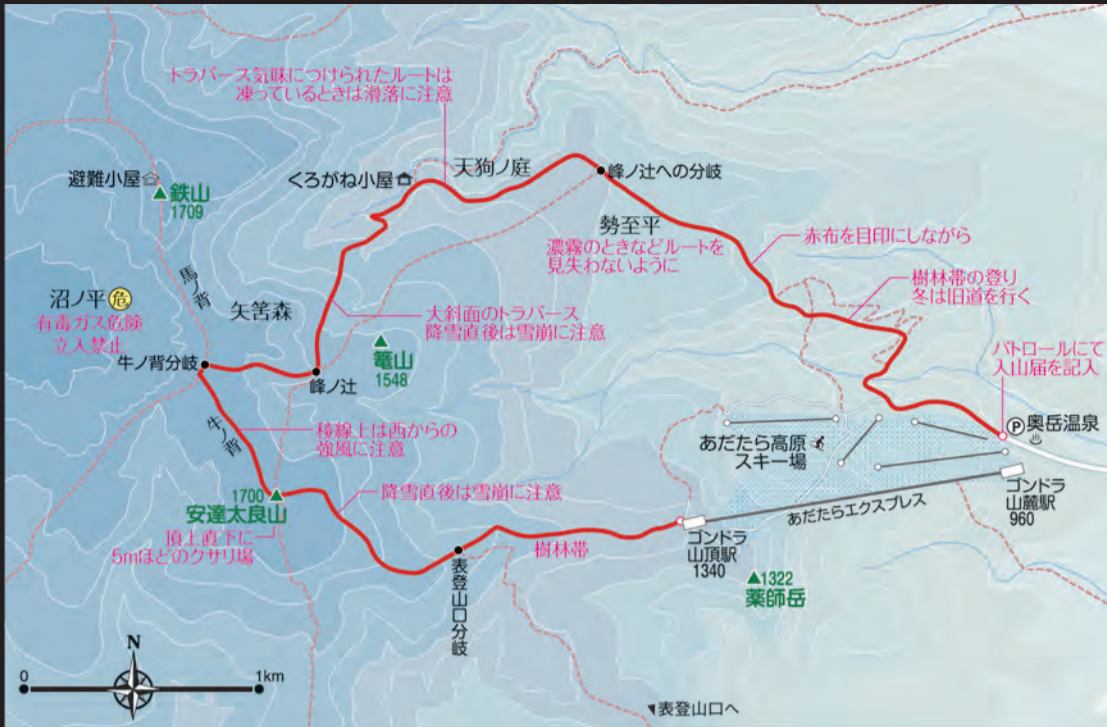 トラバース気味につけられたルートは
凍っているときは滑落に注意
避難小屋
鉄山
1709
くろがね小屋
天狗ノ庭
峰ノ辻への分岐
勢至平
濃霧のときなどルートを
見失わないように
赤布を目印にしながら
樹林帯の登り
冬は旧道を行く
馬ノ背
沼ノ平 危
有毒ガス危険
立入禁止
矢筈森
大斜面のトラバース
降雪直後は雪崩に注意
篭山
1548
牛ノ背分岐
峰ノ辻
パトロールにて
入山届を記入
P 奥岳温泉
牛ノ背
稜線上は西からの
強風に注意
あだたら高原
スキー場
1700
安達太良山
頂上直下に
5mほどのクサリ場
降雪直後は雪崩に注意
あだたらエクスプレス
ゴンドラ
山麓駅
960
樹林帯
ゴンドラ
山頂駅
1340
表登山口分岐
1322
薬師岳
N
0 1km
表登山口へ